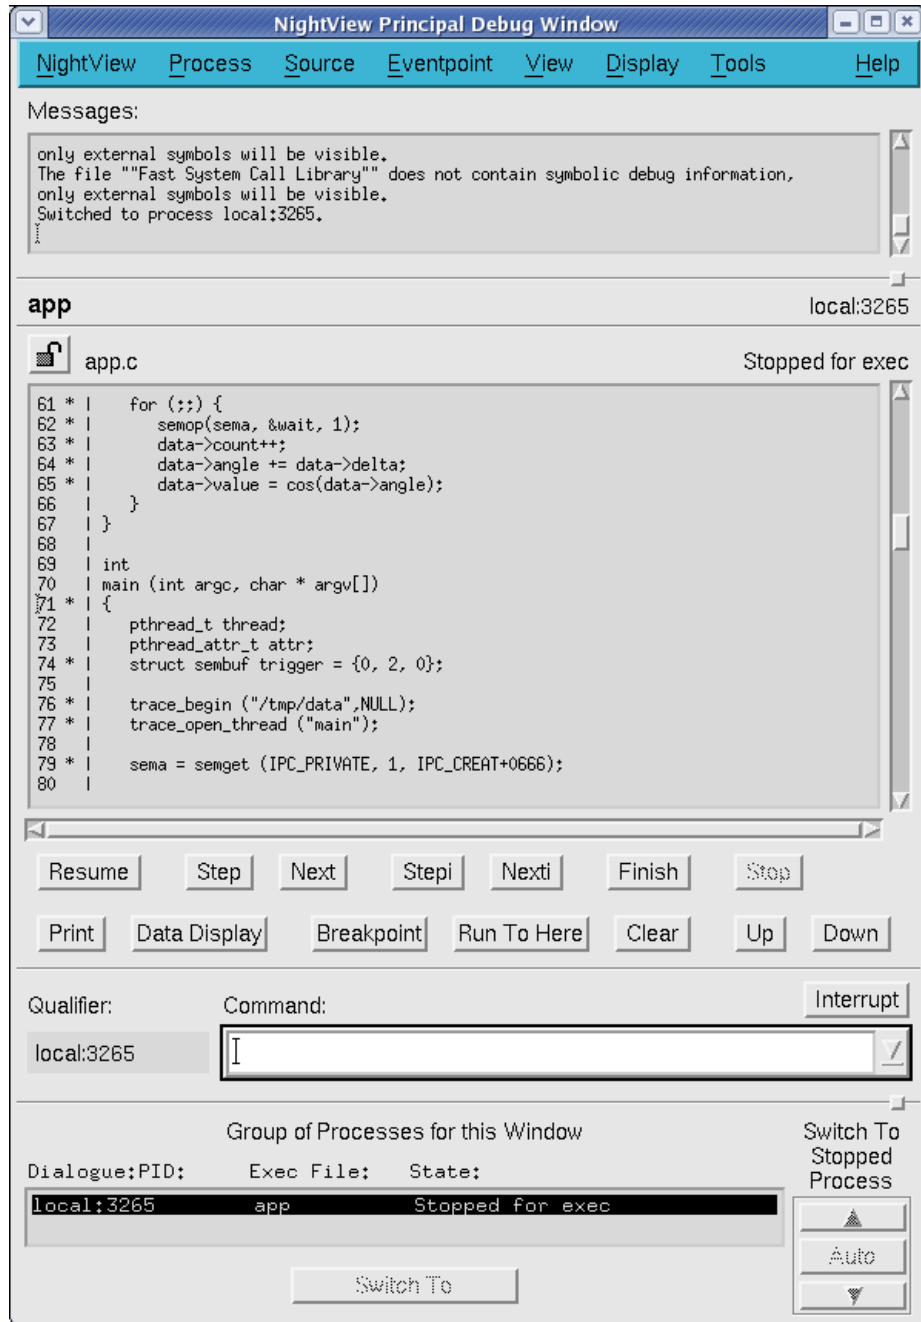 NightView Principal Debug Window
NightView Process Source Eventpoint View Display Tools Help
Messages:
only external symbols will be visible.
The file ""Fast System Call Library"" does not contain symbolic debug information,
only external symbols will be visible.
Switched to process local:3265.
app local:3265
app.c Stopped for exec
61 * | for (;;) {
62 * | semop(sema, &wait, 1);
63 * | data->count++;
64 * | data->angle += data->delta;
65 * | data->value = cos(data->angle);
66 | }
67 | }
68 |
69 | int
70 | main (int argc, char * argv[])
71 * | {
72 | pthread_t thread;
73 | pthread_attr_t attr;
74 * | struct sembuf trigger = {0, 2, 0};
75 |
76 * | trace_begin ("/tmp/data",NULL);
77 * | trace_open_thread ("main");
78 |
79 * | sema = semget (IPC_PRIVATE, 1, IPC_CREAT+0666);
80 |
Resume Step Next Stepi Nexti Finish Stop
Print Data Display Breakpoint Run To Here Clear Up Down
Interrupt
Qualifier: Command:
local:3265
Group of Processes for this Window
Switch To
Stopped
Process
Dialogue:PID: Exec File: State:
local:3265 app Stopped for exec
Auto
Switch To